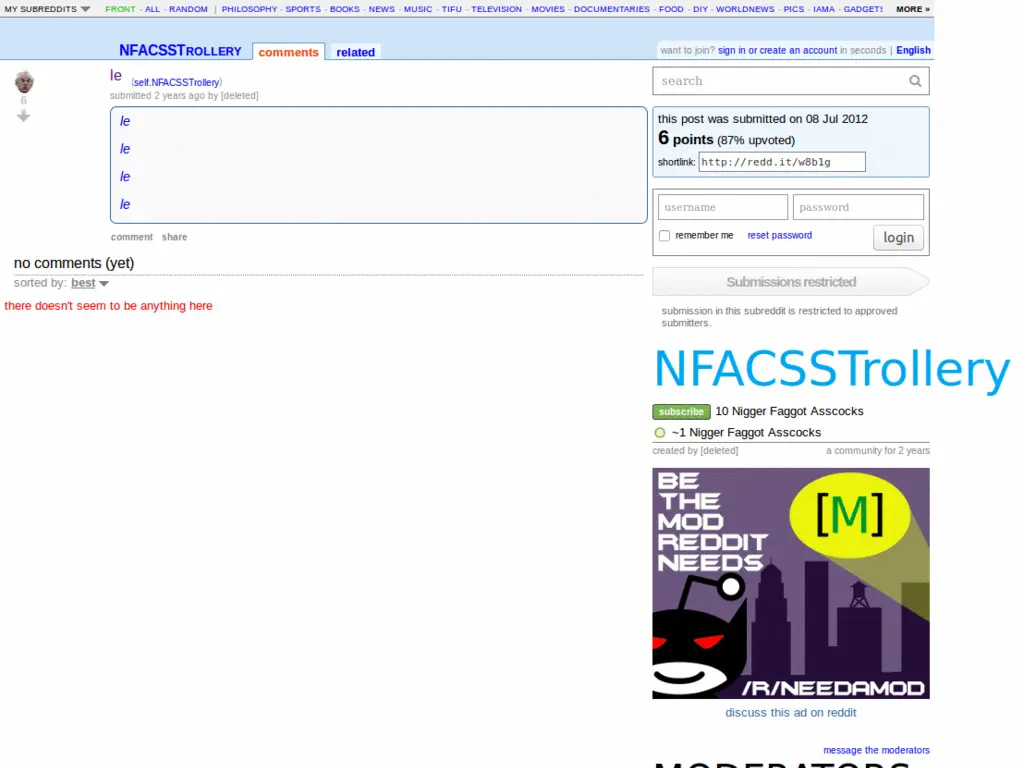 MY SUBREDDITS FRONT - ALL - RANDOM | PHILOSOPHY - SPORTS - BOOKS - NEWS - MUSIC - TIFU - TELEVISION - MOVIES - DOCUMENTARIES - FOOD - DIY - WORLDNEWS - PICS - IAMA - GADGETS MORE »
NFACSSTROLLERY comments related
want to join? sign in or create an account in seconds | English
le (self.NFACSSTrollery)
submitted 2 years ago by [deleted]
6
le
le
le
le
comment share
no comments (yet)
sorted by: best
there doesn't seem to be anything here
search
this post was submitted on 08 Jul 2012
6 points (87% upvoted)
shortlink: http://redd.it/w8b1g
username password
remember me reset password login
Submissions restricted
submission in this subreddit is restricted to approved
submitters.
NFACSSTrollery
subscribe 10 Nigger Faggot Asscocks
~1 Nigger Faggot Asscocks
created by [deleted] a community for 2 years
BE
THE
MOD
REDDIT
NEEDS
[M]
/R/NEEDAMOD
discuss this ad on reddit
message the moderators
MODERATORS